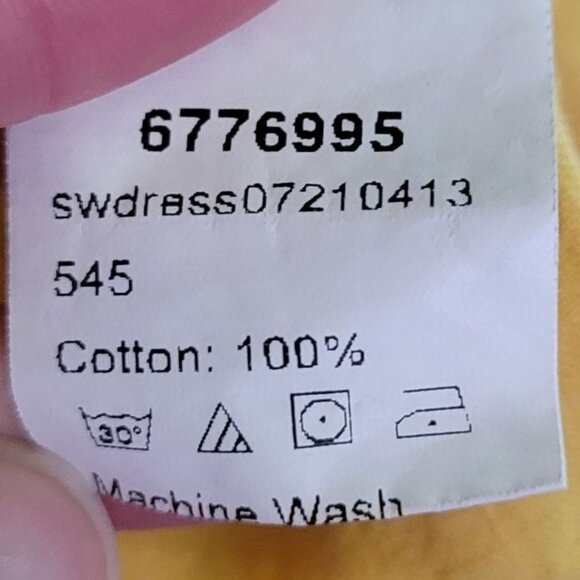 6776995
swdress07210413
545
Cotton: 100%
30°
Machine Wash